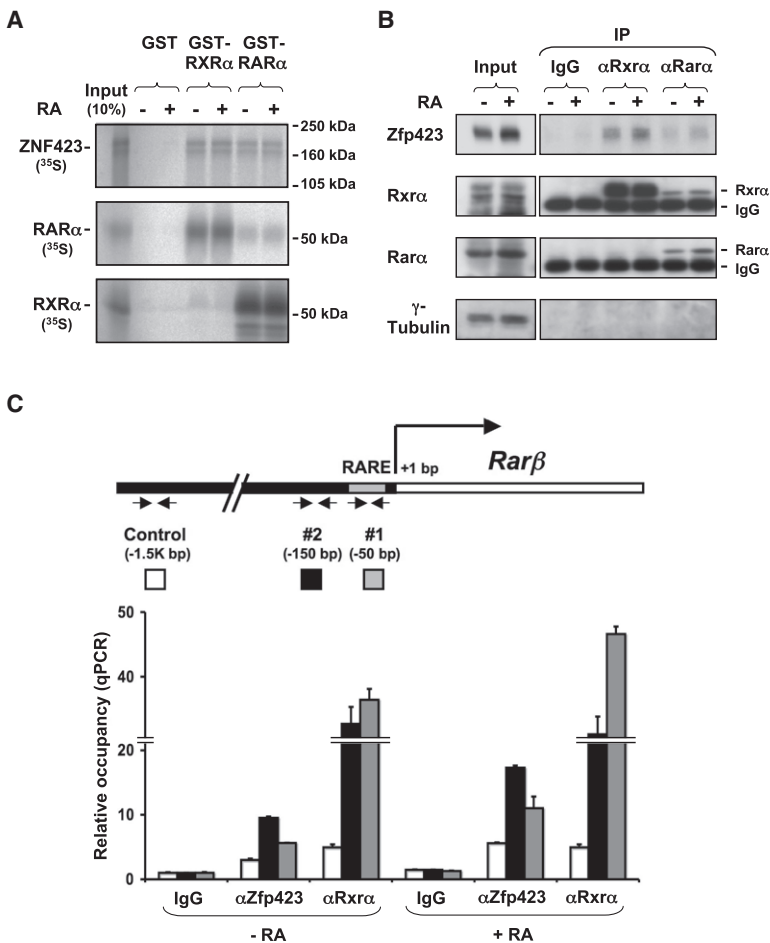 A
GST
GST-
RXRα
GST-
RARα
Input
(10%)
RA
- + - + - +
ZNF423-
(35S)
-250 kDa
-160 kDa
-105 kDa
RARα-
(35S)
-50 kDa
RXRα-
(35S)
-50 kDa
B
IP
Input
IgG
αRxrα
αRarα
RA
- + - + - + - +
Zfp423
Rxrα
- Rxrα
- IgG
Rarα
- Rarα
- IgG
γ-
Tubulin
C
RARE
+1 bp
Rarβ
Control
(-1.5K bp)
#2
(-150 bp)
#1
(-50 bp)
Relative occupancy (qPCR)
50
40
20
10
0
IgG
αZfp423
αRxrα
IgG
αZfp423
αRxrα
- RA
+ RA